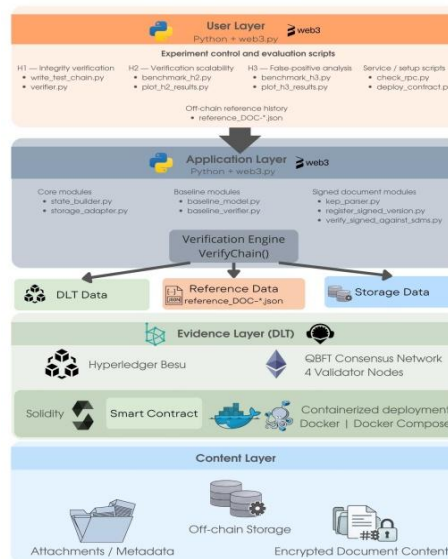 User Layer
Python + web3.py
web3
Experiment control and evaluation scripts
H1 — Integrity verification
• write_test_chain.py
• verifier.py
H2 — Verification scalability
• benchmark_h2.py
• plot_h2_results.py
H3 — False-positive analysis
• benchmark_h3.py
• plot_h3_results.py
Service / setup scripts
• check_rpc.py
• deploy_contract.py
Off-chain reference history
• reference_DOC-*.json
Application Layer
Python + web3.py
web3
Core modules
• state_builder.py
• storage_adapter.py
Baseline modules
• baseline_model.py
• baseline_verifier.py
Signed document modules
• kep_parser.py
• register_signed_version.py
• verify_signed_against_sdms.py
Verification Engine
VerifyChain()
DLT Data
JSON
Reference Data
reference_DOC-*.json
Storage Data
Evidence Layer (DLT)
Hyperledger Besu
QBFT Consensus Network
4 Validator Nodes
Solidity
Smart Contract
Containerized deployment
Docker | Docker Compose
Content Layer
Attachments / Metadata
Off-chain Storage
Encrypted Document Content